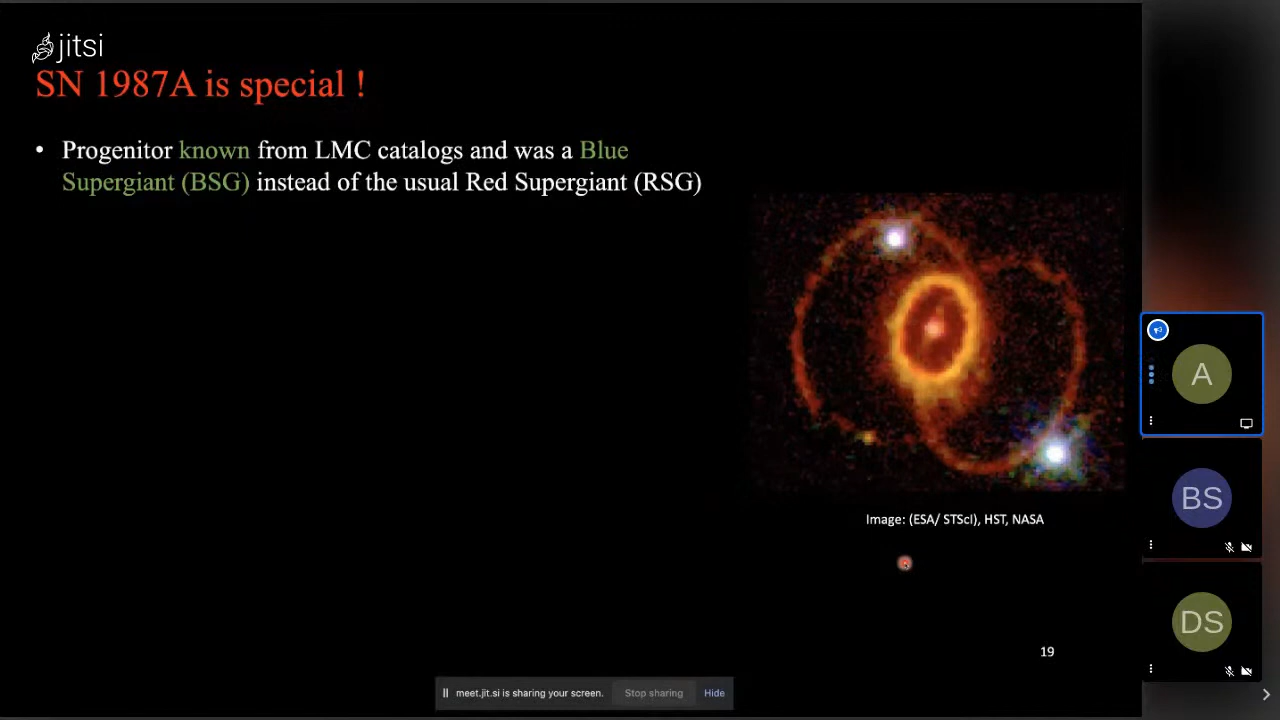 jitsi
SN 1987A is special !
• Progenitor known from LMC catalogs and was a Blue
Supergiant (BSG) instead of the usual Red Supergiant (RSG)
Image: (ESA/ STScI), HST, NASA
A
BS
DS
19
meet.jit.si is sharing your screen. Stop sharing Hide